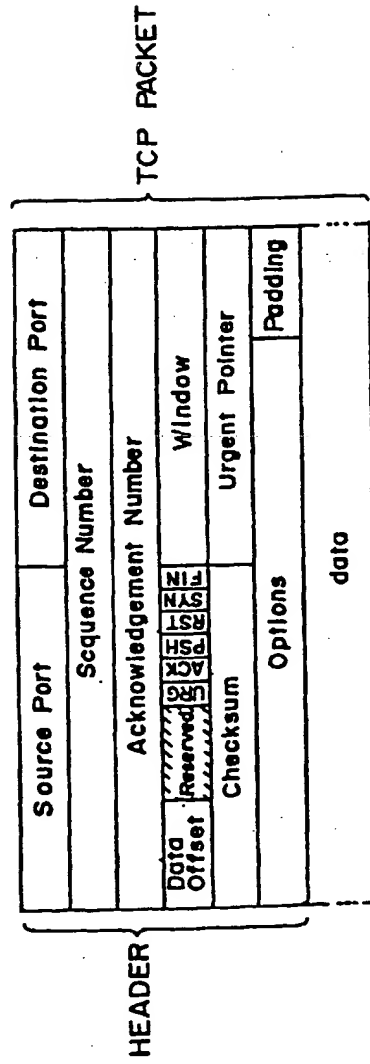 TCP PACKET
HEADER
Source Port Destination Port
Scquence Number
Acknowledgement Number
Data Offset Reserved URG ACK PSH RST SYN FIN Window
Checksum Urgent Pointer
Options Padding
data